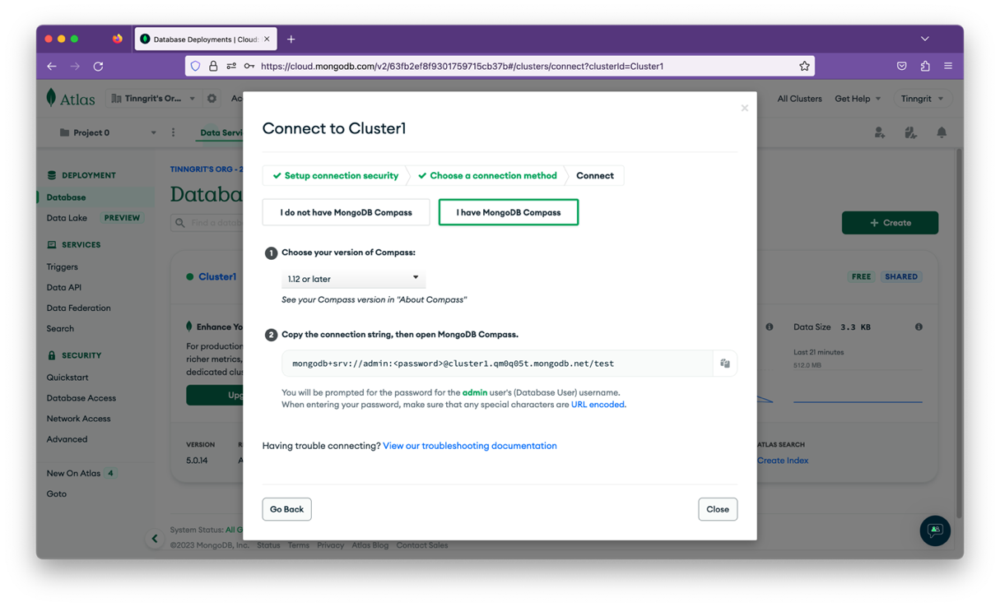 Database Deployments | Cloud:
https://cloud.mongodb.com/v2/63fb2ef8f9301759715cb37b#/clusters/connect?clusterId=Cluster1
Atlas
Tinngrit's Or...
Ac
All Clusters
Get Help
Tinngrit
Project 0
Data Servi
DEPLOYMENT
Database
Data Lake PREVIEW
SERVICES
Triggers
Data API
Data Federation
Search
SECURITY
Quickstart
Database Access
Network Access
Advanced
New On Atlas 4
Goto
TINNGRIT'S ORG - 2
Databa
Find a datab
+ Create
Cluster1
FREE SHARED
Enhance Yo
For production
richer metrics,
dedicated clus
Upg
Data Size 3.3 KB
Last 21 minutes
512.0 MB
VERSION
5.0.14
R
A
ATLAS SEARCH
Create Index
System Status: All G
©2023 MongoDB, Inc. Status Terms Privacy Atlas Blog Contact Sales
Connect to Cluster1
Setup connection security
Choose a connection method
Connect
I do not have MongoDB Compass
I have MongoDB Compass
1 Choose your version of Compass:
1.12 or later
See your Compass version in "About Compass"
2 Copy the connection string, then open MongoDB Compass.
mongodb+srv://admin:<password>@cluster1.qm0q05t.mongodb.net/test
You will be prompted for the password for the admin user's (Database User) username.
When entering your password, make sure that any special characters are URL encoded.
Having trouble connecting? View our troubleshooting documentation
Go Back
Close